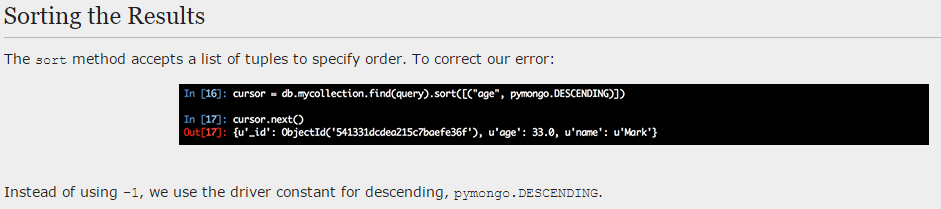 Sorting the Results
The sort method accepts a list of tuples to specify order. To correct our error:
In [16]: cursor = db.mycollection.find(query).sort([("age", pymongo.DESCENDING)])
In [17]: cursor.next()
Out[17]: {u'_id': ObjectId('541331dcdea215c7baefe36f'), u'age': 33.0, u'name': u'Mark'}
Instead of using -1, we use the driver constant for descending, pymongo.DESCENDING.